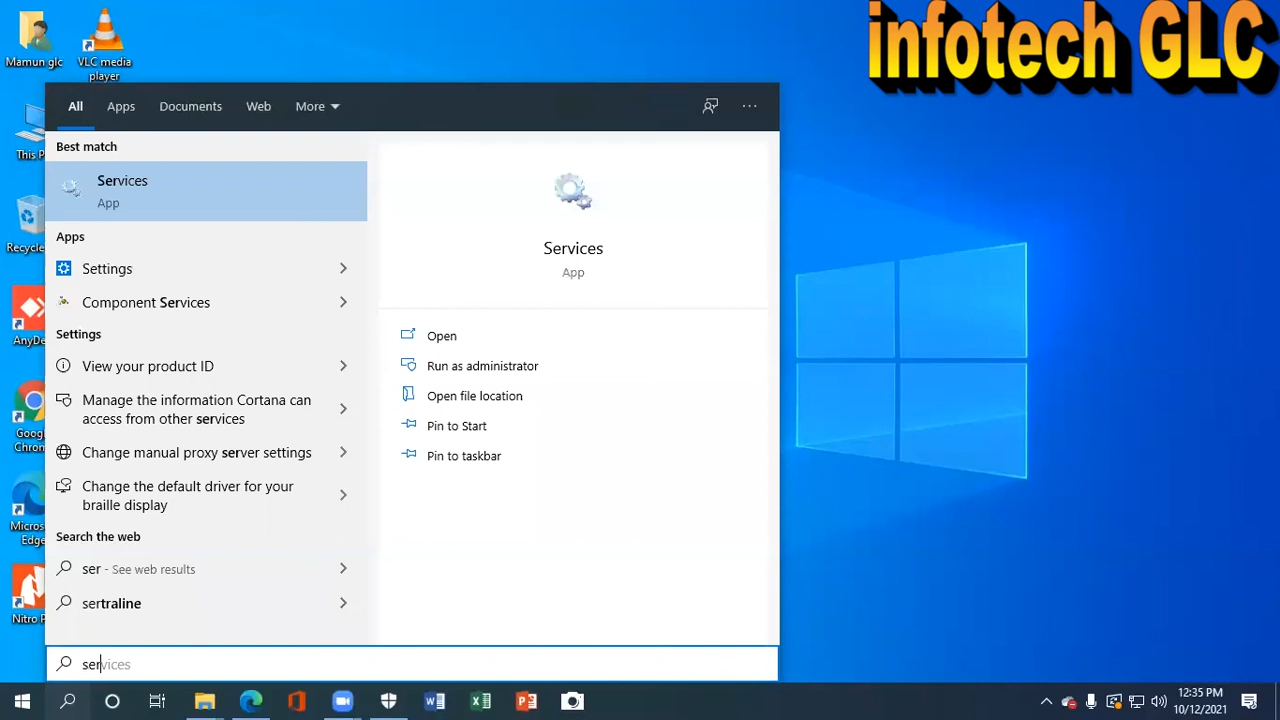 infotech GLC
Mamun glc
VLC media
player
This P
Recycle
AnyDe
Google
Chrom
Micros
Edge
Nitro P
All
Apps
Documents
Web
More
Best match
Services
App
Apps
Settings
Component Services
Settings
View your product ID
Manage the information Cortana can
access from other services
Change manual proxy server settings
Change the default driver for your
braille display
Search the web
ser - See web results
sertraline
Services
App
Open
Run as administrator
Open file location
Pin to Start
Pin to taskbar
services
12:35 PM
10/12/2021